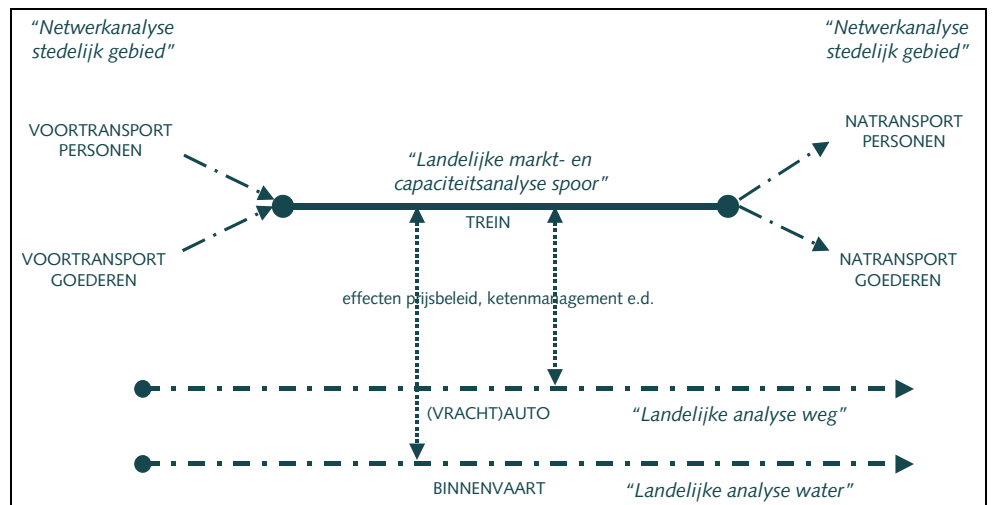 “Netwerkanalyse
stedelijk gebied”
“Netwerkanalyse
stedelijk gebied”
VOORTRANSPORT
PERSONEN
NATRANSPORT
PERSONEN
“Landelijke markt- en
capaciteitsanalyse spoor”
TREIN
VOORTRANSPORT
GOEDEREN
NATRANSPORT
GOEDEREN
effecten prijsbeleid, ketenmanagement e.d.
(VRACHT)AUTO
“Landelijke analyse weg”
BINNENVAART
“Landelijke analyse water”